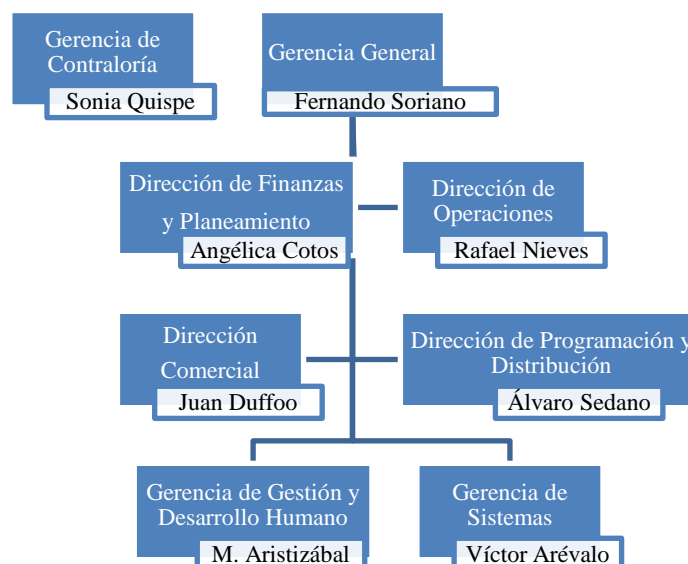 Gerencia de
Contraloría
Sonia Quispe
Gerencia General
Fernando Soriano
Dirección de Finanzas
y Planeamiento
Angélica Cotos
Dirección de
Operaciones
Rafael Nieves
Dirección
Comercial
Juan Duffoo
Dirección de Programación y
Distribución
Álvaro Sedano
Gerencia de Gestión y
Desarrollo Humano
M. Aristizábal
Gerencia de
Sistemas
Víctor Arévalo